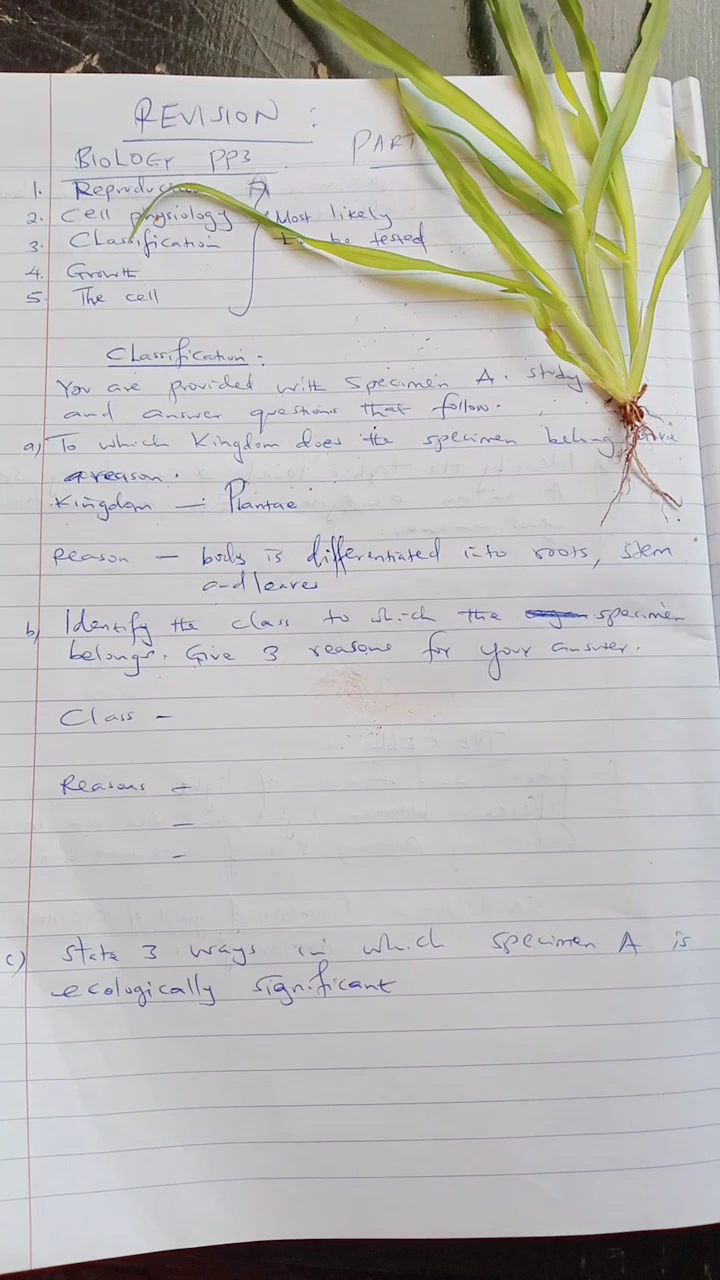 REVISION :
BIOLOGY PP3 PART
1. Reproduction
2. Cell physiology Most likely
3. Classification to be tested
4. Growth
5. The cell
Classification :
You are provided with specimen A. study
and answer questions that follow.
a) To which Kingdom does the specimen belong
a reason.
Kingdom — Plantae
Reason — body is differentiated into roots, stem
and leaves
b) Identify the class to which the specimen
belongs. Give 3 reasons for your answer.
Class –
Reasons –
–
–
c) State 3 ways in which specimen A is
ecologically significant